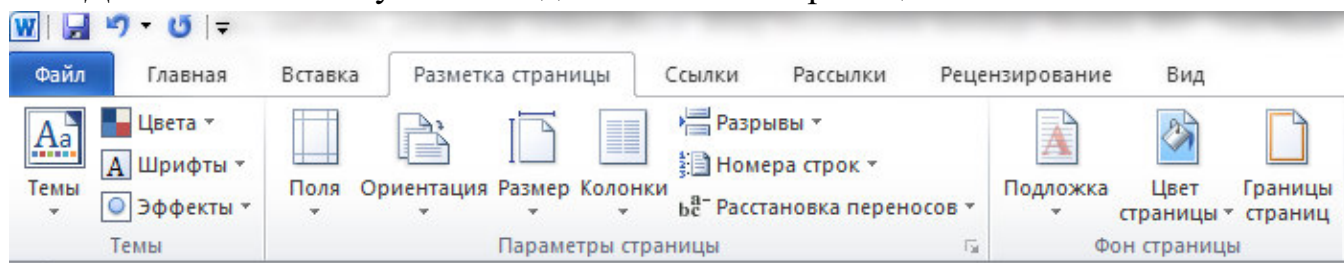 W
Файл Главная Вставка Разметка страницы Ссылки Рассылки Рецензирование Вид
Aa
Темы
Цвета
A Шрифты
Эффекты
Темы
Поля
Ориентация
Размер
Колонки
Разрывы
Номера строк
Расстановка переносов
Параметры страницы
A
Подложка
Цвет
страницы
Границы
страниц
Фон страницы